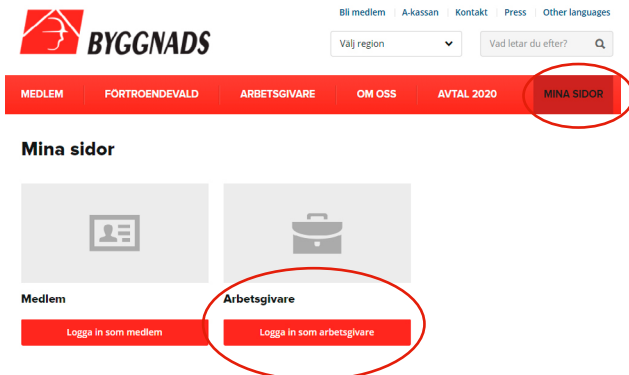 Bli medlem A-kassan Kontakt Press Other languages
BYGGNADS
Välj region Vad letar du efter?
MEDLEM FÖRTROENDEVALD ARBETSGIVARE OM OSS AVTAL 2020 MINA SIDOR
Mina sidor
Medlem Arbetsgivare
Logga in som medlem Logga in som arbetsgivare